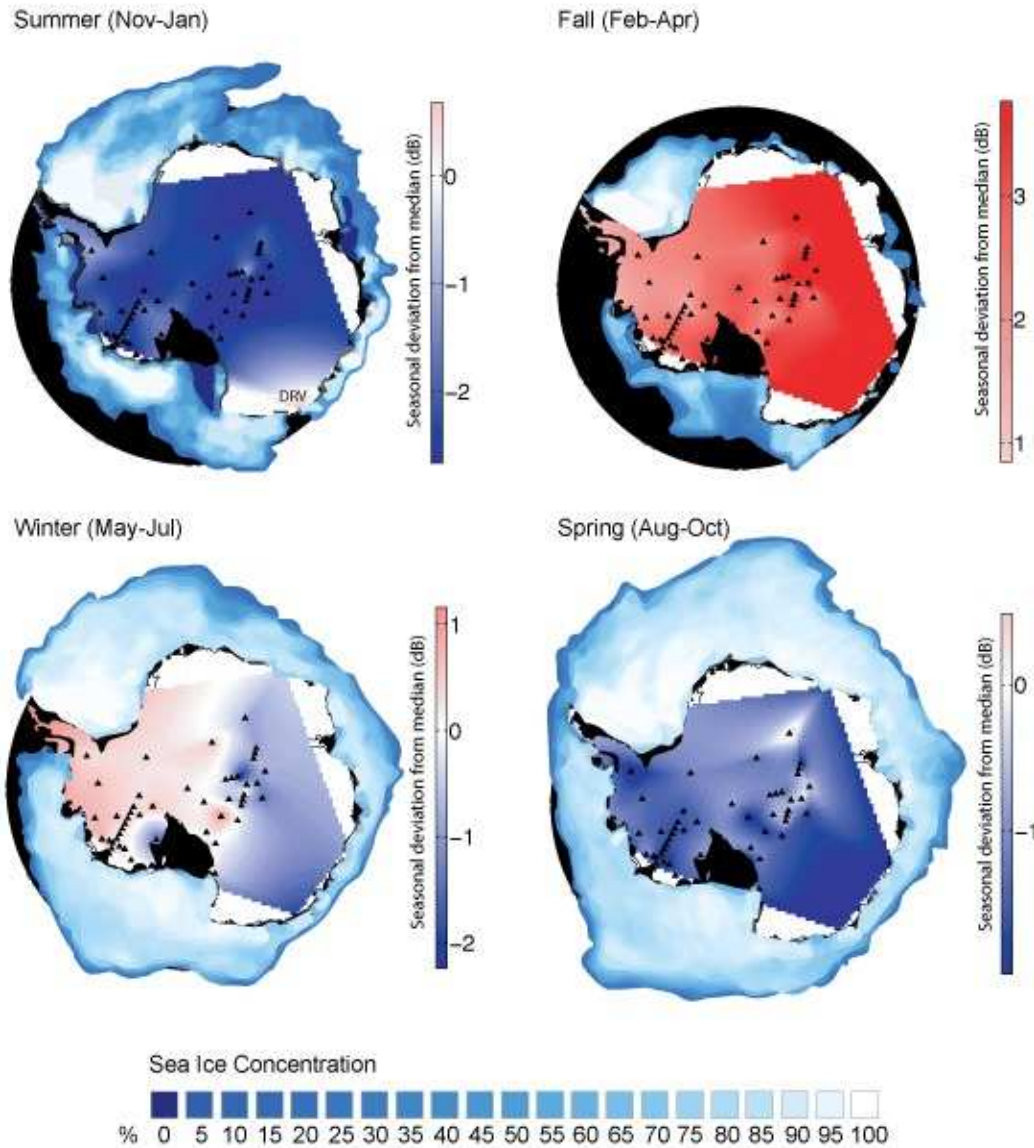 Summer (Nov-Jan)
Fall (Feb-Apr)
Seasonal deviation from median (dB)
0
-1
-2
DRV
Seasonal deviation from median (dB)
3
2
1
Winter (May-Jul)
Spring (Aug-Oct)
Seasonal deviation from median (dB)
1
0
-1
-2
Seasonal deviation from median (dB)
0
-1
Sea Ice Concentration
% 0 5 10 15 20 25 30 35 40 45 50 55 60 65 70 75 80 85 90 95 100